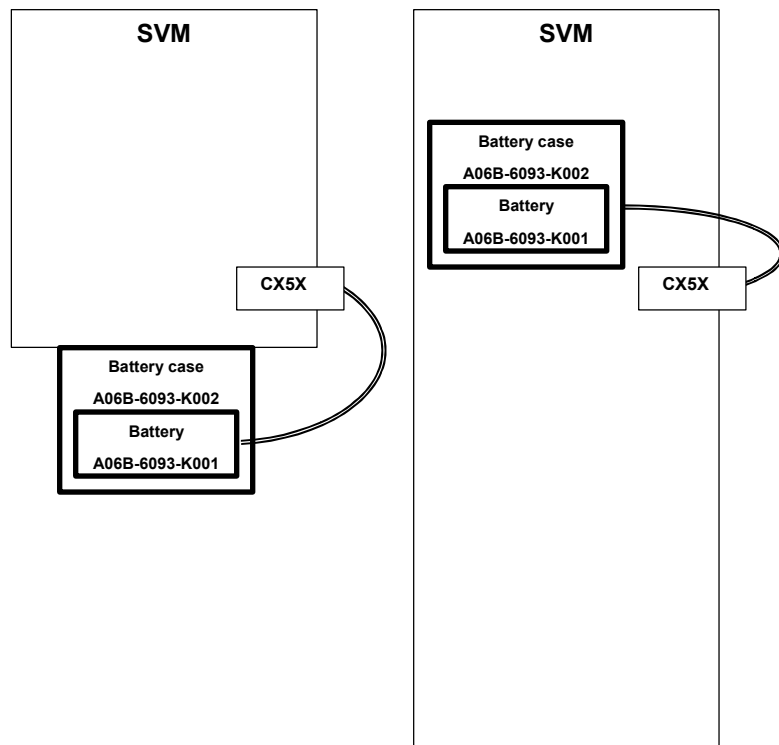 SVM
CX5X
Battery case
A06B-6093-K002
Battery
A06B-6093-K001
SVM
Battery case
A06B-6093-K002
Battery
A06B-6093-K001
CX5X